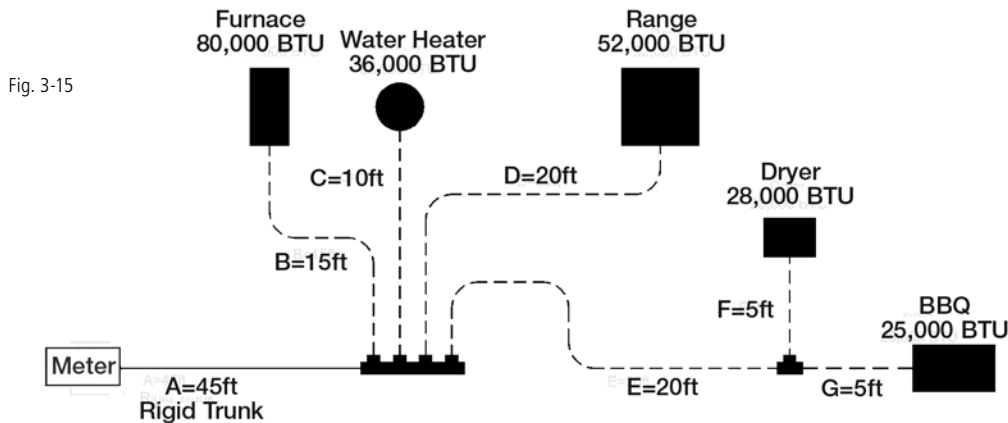 Fig. 3-15
Furnace
80,000 BTU
Water Heater
36,000 BTU
Range
52,000 BTU
Dryer
28,000 BTU
BBQ
25,000 BTU
C=10ft
D=20ft
B=15ft
F=5ft
Meter
A=45ft
Rigid Trunk
E=20ft
G=5ft